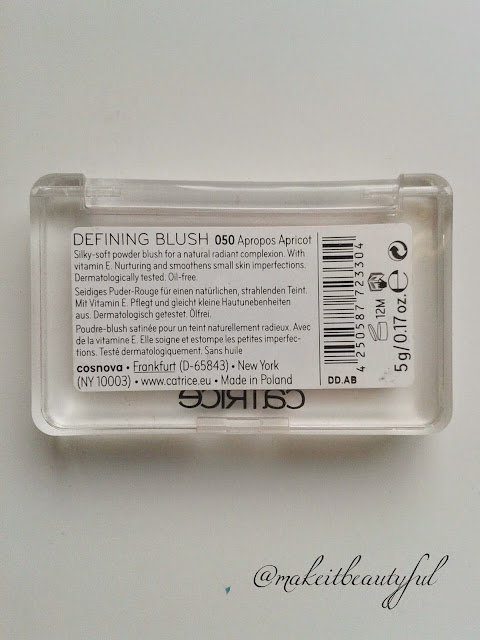 DEFINING BLUSH 050 Apropos Apricot
Silky-soft powder blush for a natural radiant complexion. With
vitamin E. Nurturing and smoothens small skin imperfections.
Dermatologically tested. Oil-free.
Seidiges Puder-Rouge für einen natürlichen, strahlenden Teint.
Mit Vitamin E. Pflegt und gleicht kleine Hautunebenheiten
aus. Dermatologisch getestet. Ölfrei.
Poudre-blush satinée pour un teint naturellement radieux. Avec
de la vitamine E. Elle soigne et estompe les petites imperfec-
tions. Testé dermatologiquement. Sans huile
cosnova • Frankfurt (D-65843) • New York
(NY 10003) • www.catrice.eu • Made in Poland
4 250587 723304
DD.AB
12M
5g/0.17 oz. e
CATRICE
@makeitbeautyful